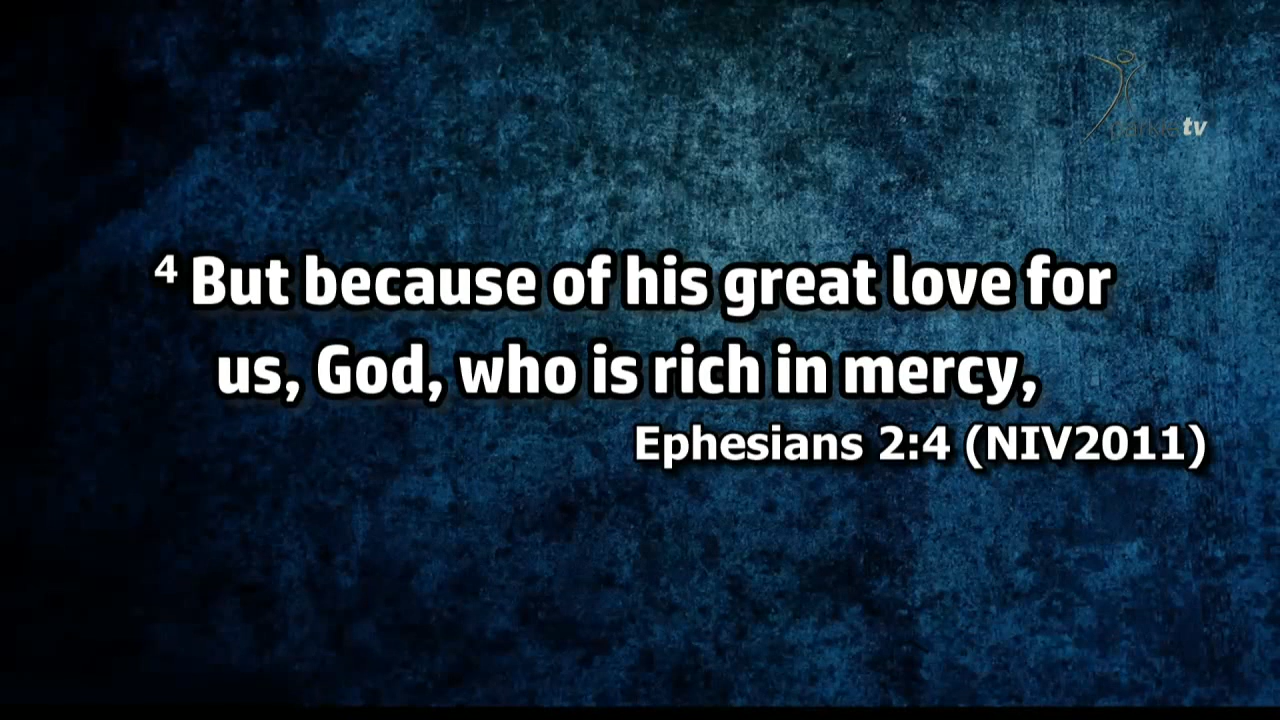 tv
⁴ But because of his great love for
us, God, who is rich in mercy,
Ephesians 2:4 (NIV2011)